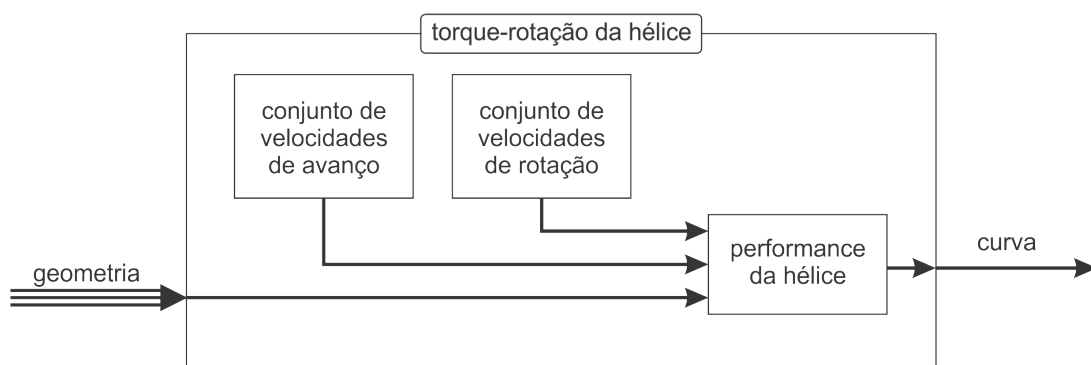 torque-rotação da hélice
conjunto de
velocidades
de avanço
conjunto de
velocidades
de rotação
performance
da hélice
curva
geometria